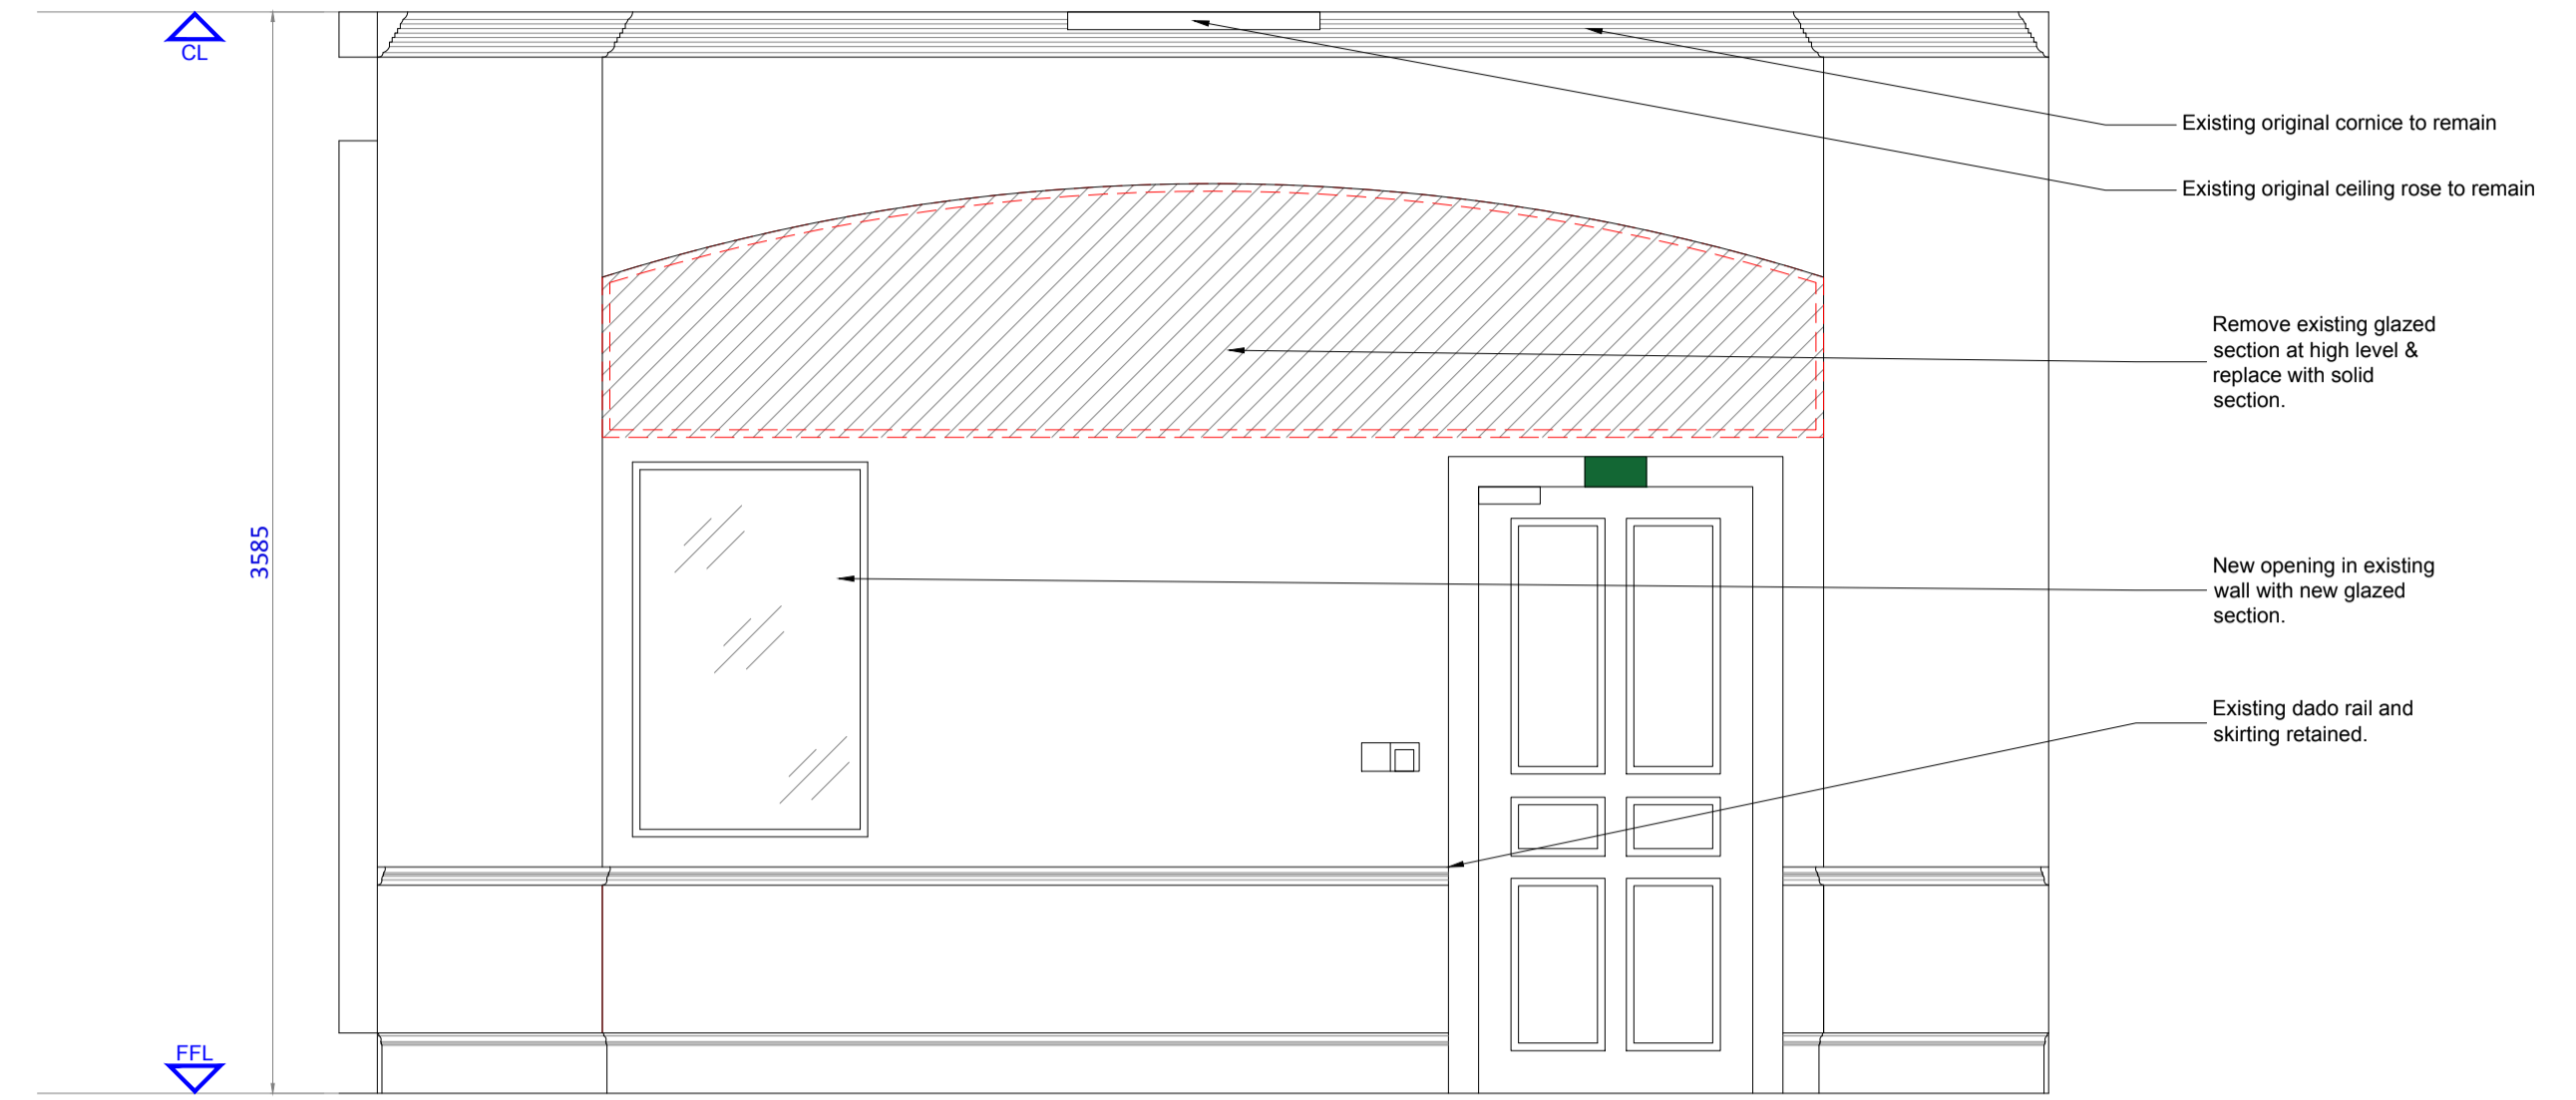 CL
Existing original cornice to remain
Existing original ceiling rose to remain
Remove existing glazed
section at high level &
replace with solid
section.
3585
New opening in existing
wall with new glazed
section.
Existing dado rail and
skirting retained.
FFL